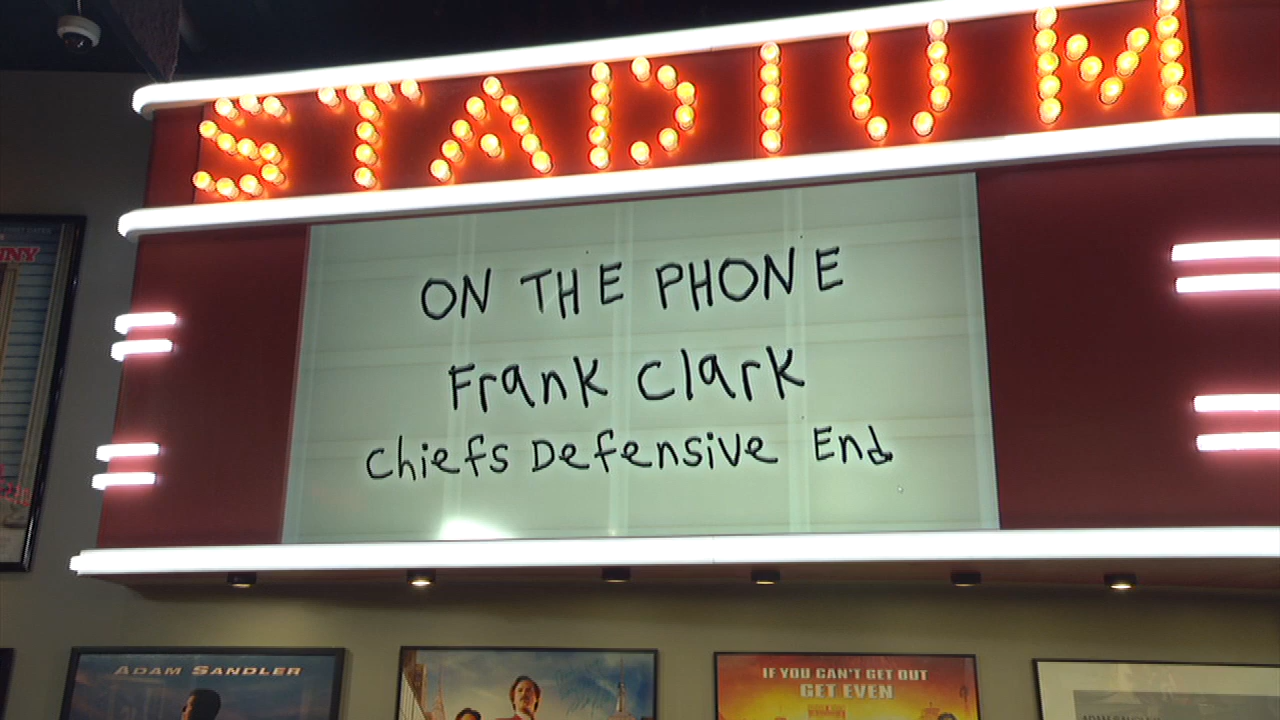 STADIUM
ON THE PHONE
Frank Clark
Chiefs Defensive End
ADAM SANDLER
IF YOU CAN'T GET OUT
GET EVEN